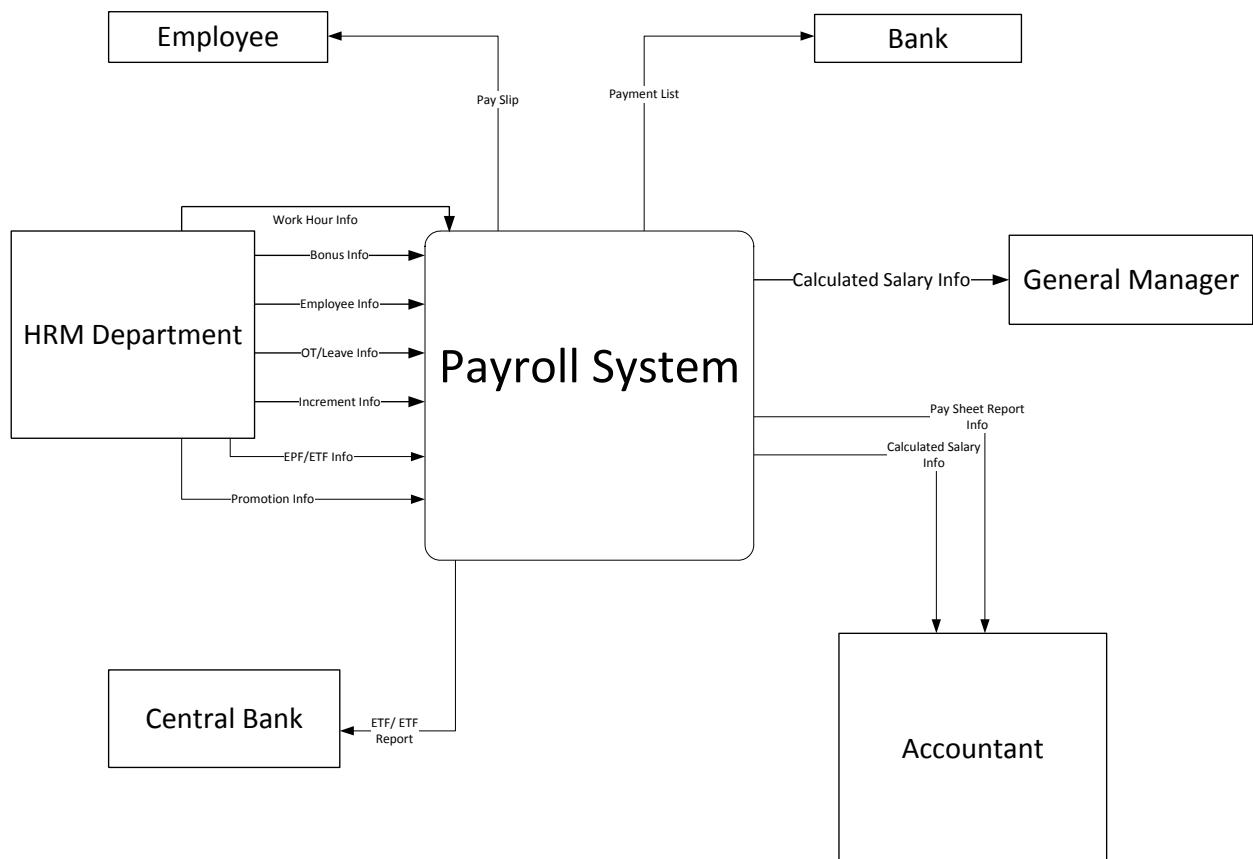 Employee
Bank
Pay Slip
Payment List
Work Hour Info
Bonus Info
Employee Info
OT/Leave Info
Increment Info
EPF/ETF Info
Promotion Info
HRM Department
Payroll System
Calculated Salary Info
General Manager
Pay Sheet Report
Info
Calculated Salary
Info
Central Bank
ETF/ ETF
Report
Accountant